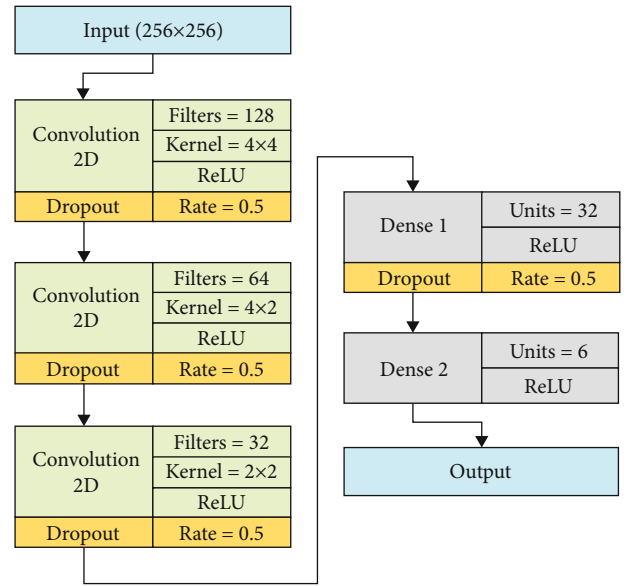 Input (256×256)
Convolution
2D
Filters = 128
Kernel = 4×4
ReLU
Dropout
Rate = 0.5
Convolution
2D
Filters = 64
Kernel = 4×2
ReLU
Dropout
Rate = 0.5
Convolution
2D
Filters = 32
Kernel = 2×2
ReLU
Dropout
Rate = 0.5
Dense 1
Units = 32
ReLU
Dropout
Rate = 0.5
Dense 2
Units = 6
ReLU
Output